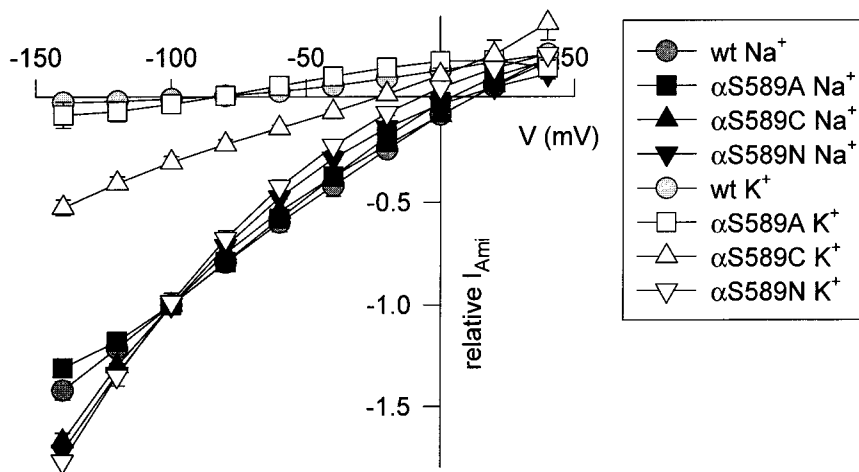 -150 -100 -50 50
V (mV)
-0.5
-1.0
-1.5
relative I_Ami
wt Na⁺
αS589A Na⁺
αS589C Na⁺
αS589N Na⁺
wt K⁺
αS589A K⁺
αS589C K⁺
αS589N K⁺